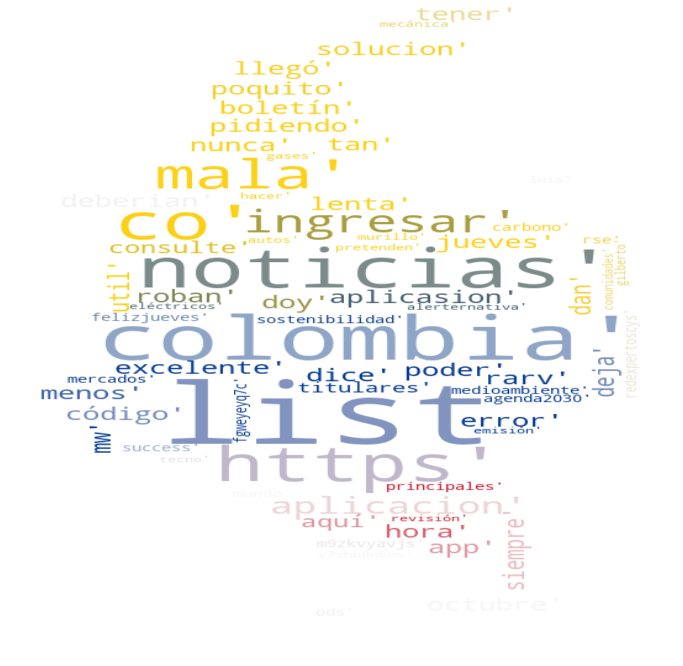 tener'
mecánica'
solucion'
llegó'
poquito'
boletín'
pidiendo'
nunca' tan'
gases'
mala'
luis'
deberian' hacer' lenta'
co' ingresar' carbono'
consulte' autos' murillo' jueves' rse'
pretenden' gilberto'
noticias'
util' dan' comunidades'
roban' doy' aplicasion'
eléctricos' alerternativa'
felizjueves' sostenibilidad'
colombia' redexpertoscys'
excelente' dice' poder' rarv' deja'
mercados' titulares' medioambiente'
menos' fgweyeyq7c' agenda2030'
list'
código' error'
mw' emisión'
success'
tecno' https'
principales'
mundo'
aplicacion_'
aquí' revisión'
hora' siempre'
m9zkvyavjs' app'
octubre'
ods'